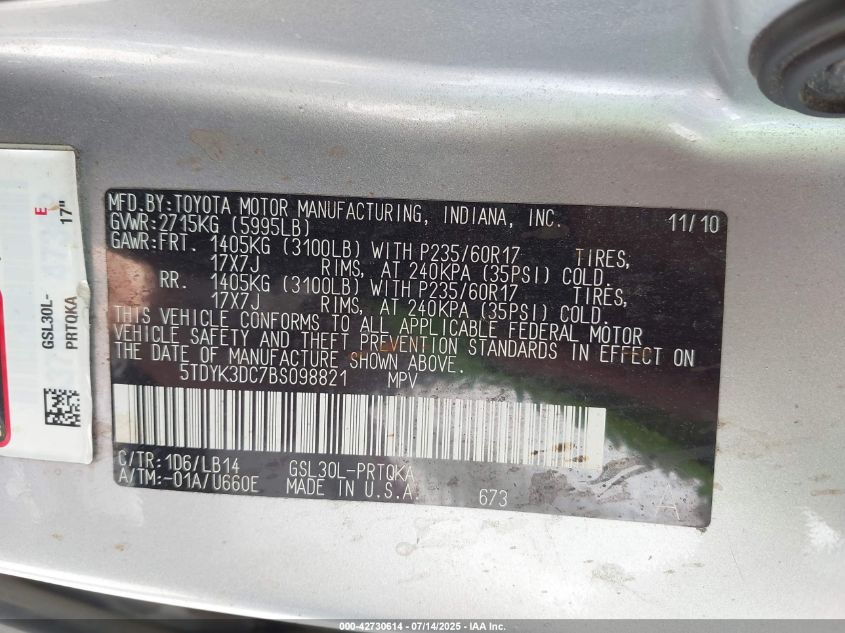 MFD.BY:TOYOTA MOTOR MANUFACTURING, INDIANA, INC. 11/10
GVWR:2715KG (5995LB)
GAWR:FRT. 1405KG (3100LB) WITH P235/60R17 TIRES,
17X7J RIMS, AT 240KPA (35PSI) COLD,
RR. 1405KG (3100LB) WITH P235/60R17 TIRES,
17X7J RIMS, AT 240KPA (35PSI) COLD.
THIS VEHICLE CONFORMS TO ALL APPLICABLE FEDERAL MOTOR
VEHICLE SAFETY AND THEFT PREVENTION STANDARDS IN EFFECT ON
THE DATE OF MANUFACTURE SHOWN ABOVE.
5TDYK3DC7BS098821 MPV
C/TR:1D6/LB14 GSL30L-PRTQKA
A/TM:-01A/U660E MADE IN U.S.A. 673 A
E
17"
GSL30L-
PRTQKA
000-42730614 - 07/14/2025 - IAA Inc.